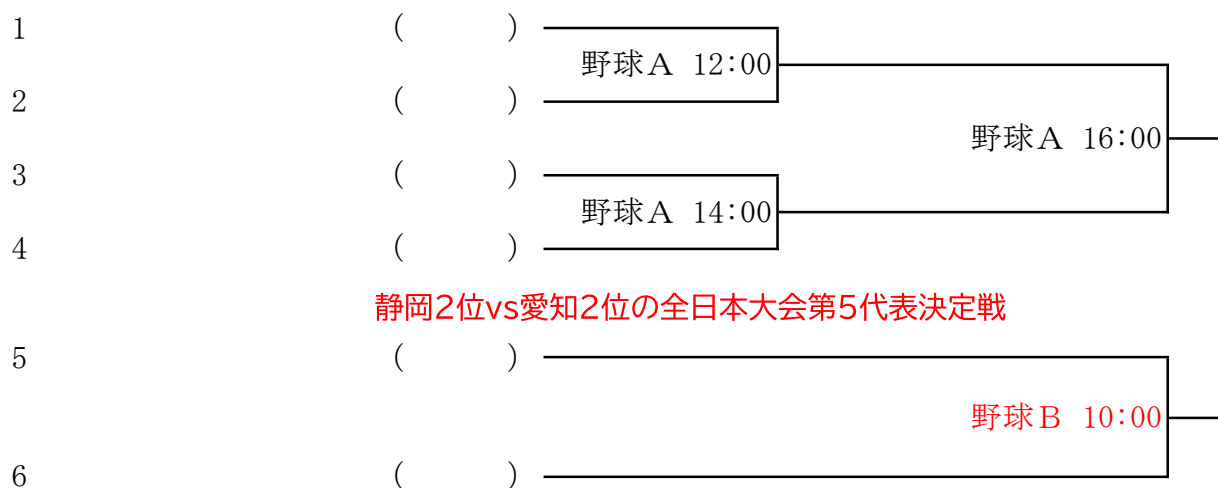 1 (　　)
野球Ａ 12:00
2 (　　)
野球Ａ 16:00
3 (　　)
野球Ａ 14:00
4 (　　)
静岡2位vs愛知2位の全日本大会第5代表決定戦
5 (　　)
野球Ｂ 10:00
6 (　　)